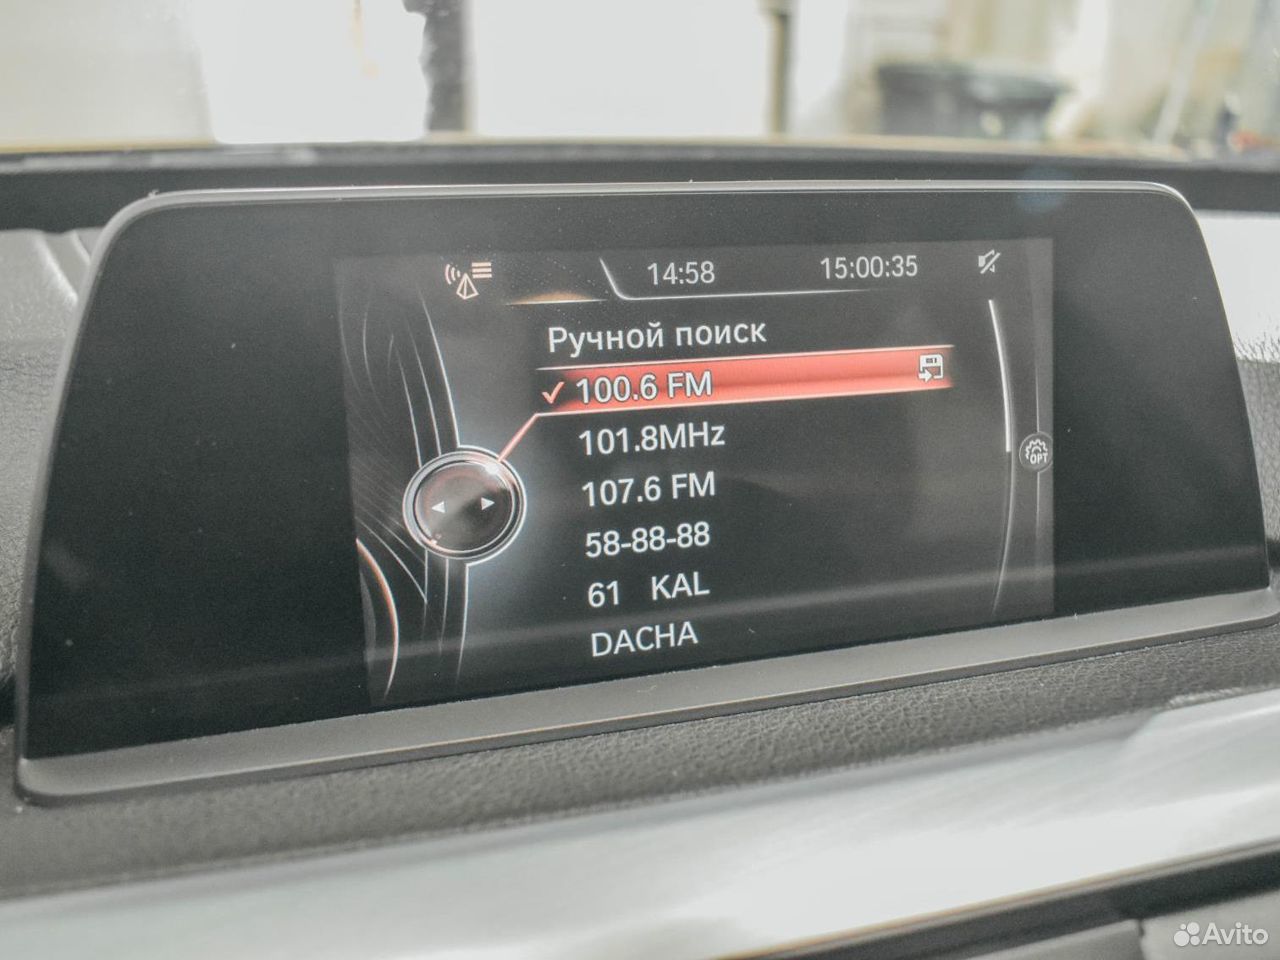 14:58 15:00:35
Ручной поиск
100.6 FM
101.8MHz
107.6 FM
OPT
58-88-88
61 KAL
DACHA
Avito